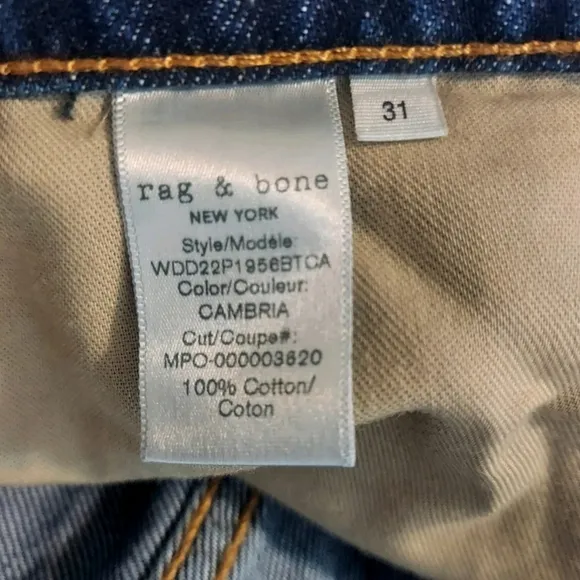 rag & bone
NEW YORK
Style/Modèle:
WDD22P1956BTCA
Color/Couleur:
CAMBRIA
Cut/Coupe#:
MPO-000003620
100% Cotton/
Coton
31